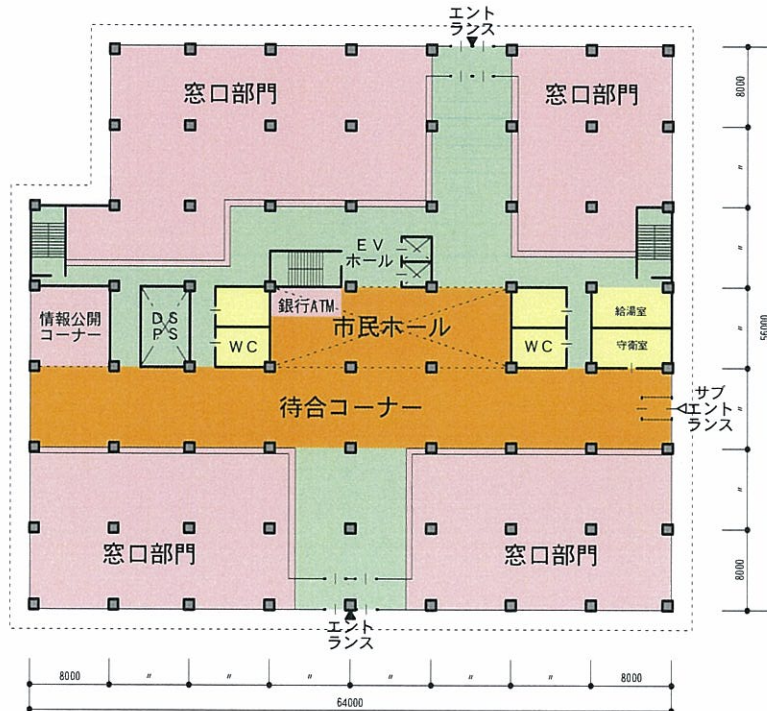 エント
ランス
窓口部門
窓口部門
8000
〃
ＥＶ
ホール
〃
情報公開
コーナー
ＤＳ
ＰＳ
銀行ATM
市民ホール
給湯室
ＷＣ
ＷＣ
守衛室
〃
56000
待合コーナー
サブ
エント
ランス
〃
〃
窓口部門
窓口部門
8000
エント
ランス
8000
〃
〃
〃
〃
〃
〃
8000
64000